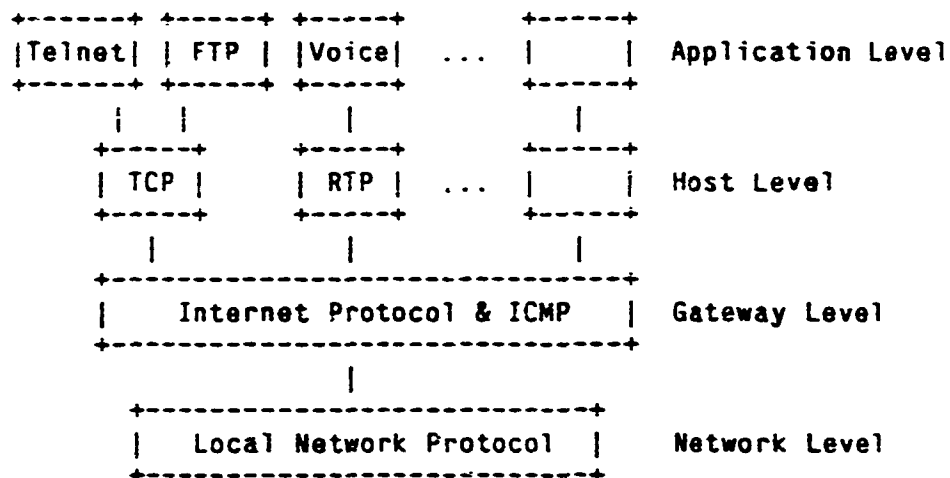 +------+ +-----+ +-----+       +-----+
|Telnet| | FTP | |Voice|  ...  |     |  Application Level
+------+ +-----+ +-----+       +-----+
      |   |         |             |
     +-----+     +-----+       +-----+
     | TCP |     | RTP |  ...  |     |  Host Level
     +-----+     +-----+       +-----+
        |           |             |
     +-------------------------------+
     |    Internet Protocol & ICMP   |  Gateway Level
     +-------------------------------+
                    |
       +---------------------------+
       |   Local Network Protocol  |    Network Level
       +---------------------------+